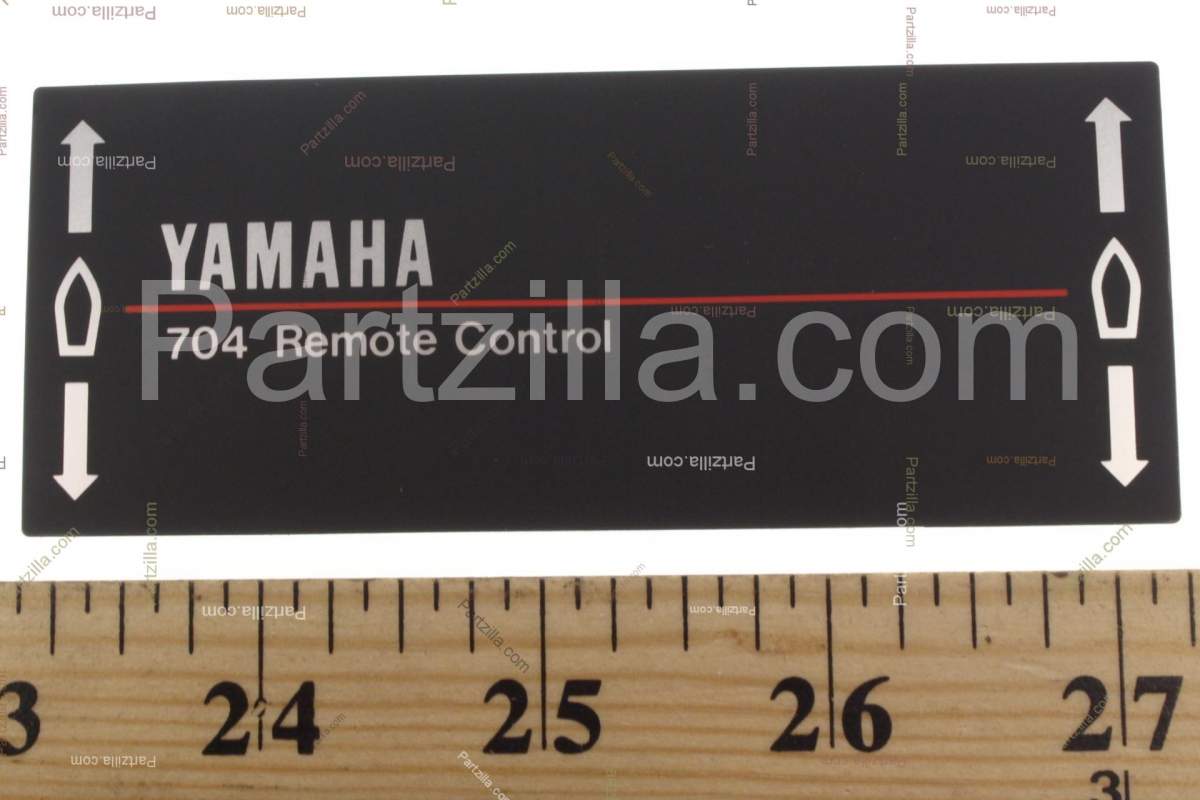 YAMAHA
704 Remote Control
Partzilla.com
3 24 25 26 27
3